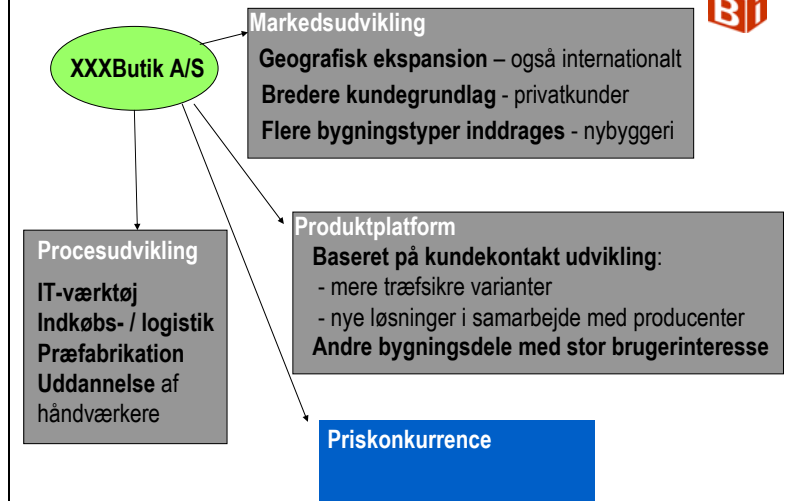 Bi
Markedsudvikling
XXXButik A/S
Geografisk ekspansion – også internationalt
Bredere kundegrundlag - privatkunder
Flere bygningstyper inddrages - nybyggeri
Produktplatform
Baseret på kundekontakt udvikling:
- mere træfsikre varianter
- nye løsninger i samarbejde med producenter
Andre bygningsdele med stor brugerinteresse
Procesudvikling
IT-værktøj
Indkøbs- / logistik
Præfabrikation
Uddannelse af
håndværkere
Priskonkurrence